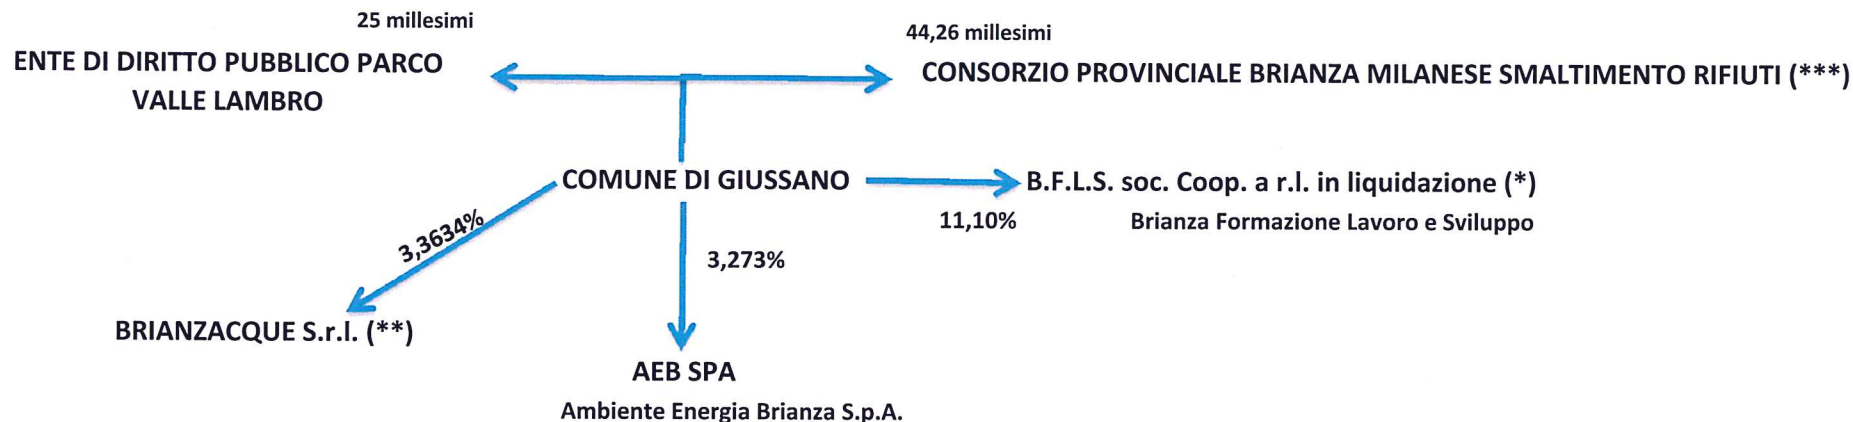 25 millesimi
44,26 millesimi
ENTE DI DIRITTO PUBBLICO PARCO
VALLE LAMBRO
CONSORZIO PROVINCIALE BRIANZA MILANESE SMALTIMENTO RIFIUTI (***)
COMUNE DI GIUSSANO
B.F.L.S. soc. Coop. a r.l. in liquidazione (*)
11,10%
Brianza Formazione Lavoro e Sviluppo
3,3634%
3,273%
BRIANZACQUE S.r.l. (**)
AEB SPA
Ambiente Energia Brianza S.p.A.